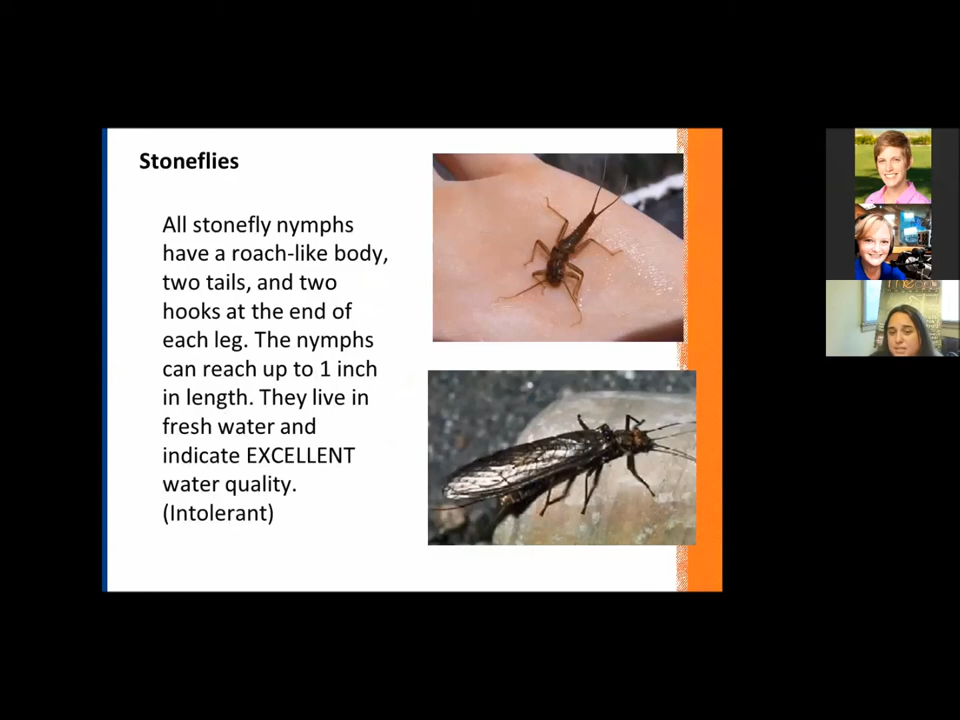 Stoneflies
All stonefly nymphs
have a roach-like body,
two tails, and two
hooks at the end of
each leg. The nymphs
can reach up to 1 inch
in length. They live in
fresh water and
indicate EXCELLENT
water quality.
(Intolerant)